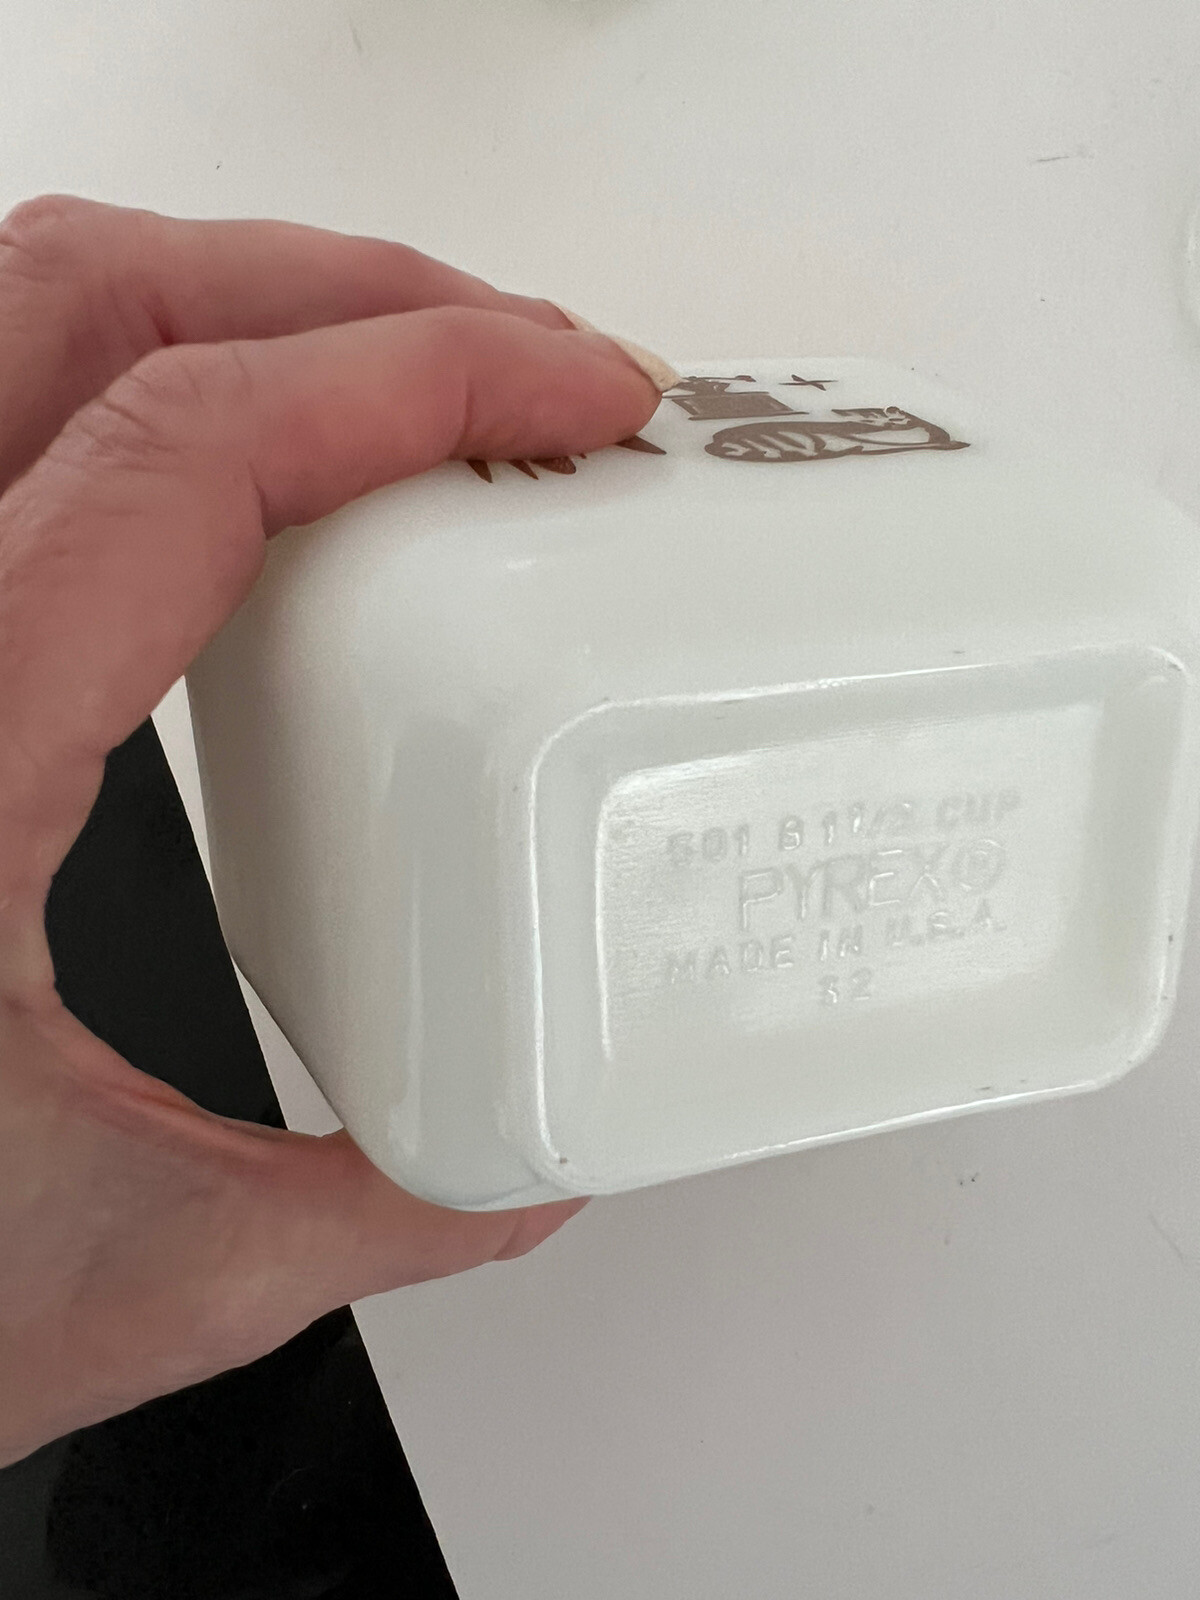 501 B 1 1/2 CUP
PYREX®
MADE IN U.S.A.
32